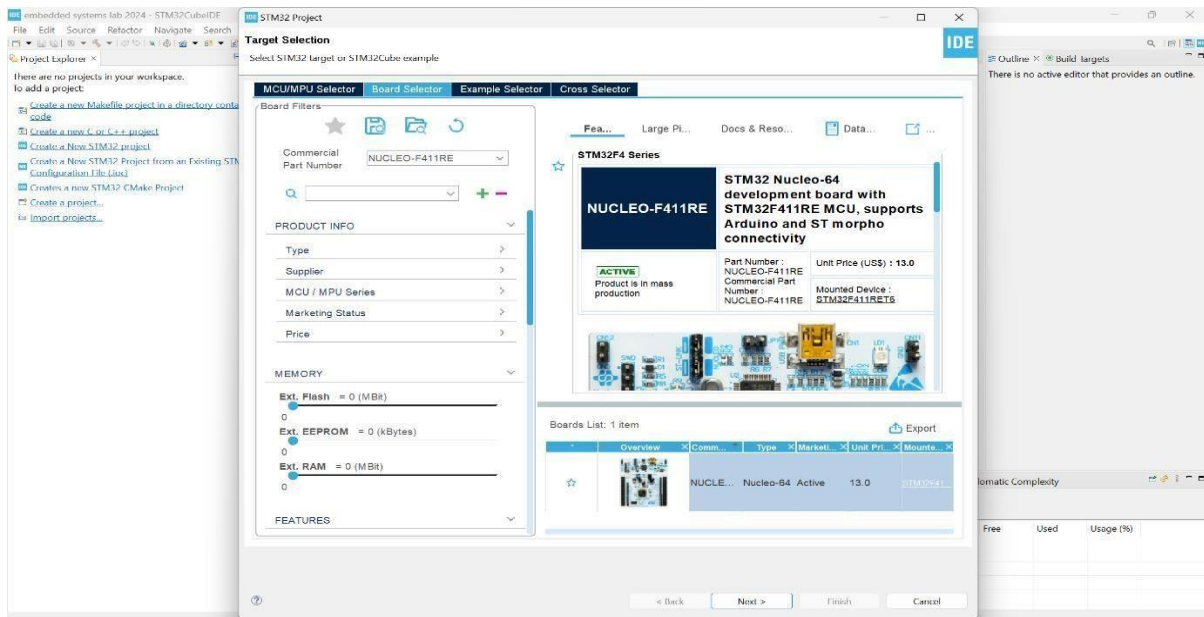 IDE embedded systems lab 2024 - STM32CubeIDE
File Edit Source Refactor Navigate Search
Project Explorer ×
There are no projects in your workspace.
To add a project:
Create a new Makefile project in a directory conta
code
Create a new C or C++ project
Create a New STM32 project
Create a New STM32 Project from an Existing STM
Configuration File (.ioc)
Creates a new STM32 CMake Project
Create a project...
Import projects...
IDE STM32 Project
Target Selection
Select STM32 target or STM32Cube example
IDE
MCU/MPU Selector Board Selector Example Selector Cross Selector
Board Filters
Commercial
Part Number
NUCLEO-F411RE
PRODUCT INFO
Type
Supplier
MCU / MPU Series
Marketing Status
Price
MEMORY
Ext. Flash = 0 (MBit)
0
Ext. EEPROM = 0 (kBytes)
0
Ext. RAM = 0 (MBit)
0
FEATURES
Fea... Large Pi... Docs & Reso... Data... ...
STM32F4 Series
NUCLEO-F411RE
STM32 Nucleo-64
development board with
STM32F411RE MCU, supports
Arduino and ST morpho
connectivity
ACTIVE
Product is in mass
production
Part Number :
NUCLEO-F411RE
Commercial Part
Number :
NUCLEO-F411RE
Unit Price (US$) : 13.0
Mounted Device :
STM32F411RET6
Boards List: 1 item
Export
* Overview Comm... Type Marketi... Unit Pri... Mounte...
NUCLE... Nucleo-64 Active 13.0 STM32F41...
< Back Next > Finish Cancel
Outline × Build Targets
There is no active editor that provides an outline.
lomatic Complexity
Free Used Usage (%)